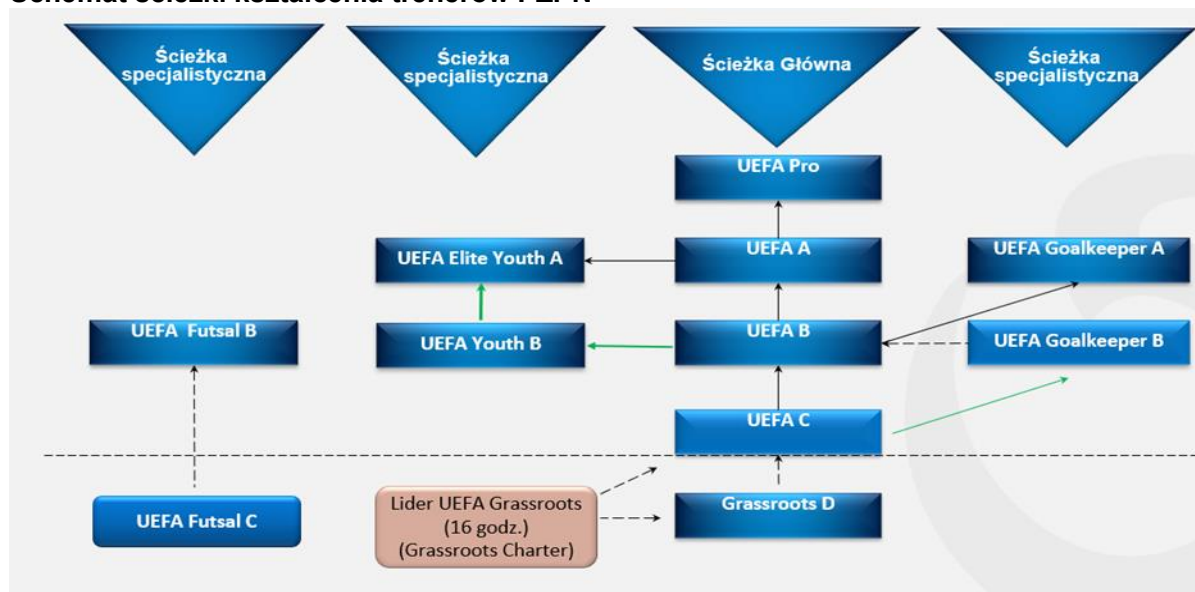 Ścieżka
specjalistyczna
Ścieżka
specjalistyczna
Ścieżka Główna
Ścieżka
specjalistyczna
UEFA Pro
UEFA Elite Youth A
UEFA A
UEFA Goalkeeper A
UEFA Futsal B
UEFA Youth B
UEFA B
UEFA Goalkeeper B
UEFA C
UEFA Futsal C
Lider UEFA Grassroots
(16 godz.)
(Grassroots Charter)
Grassroots D